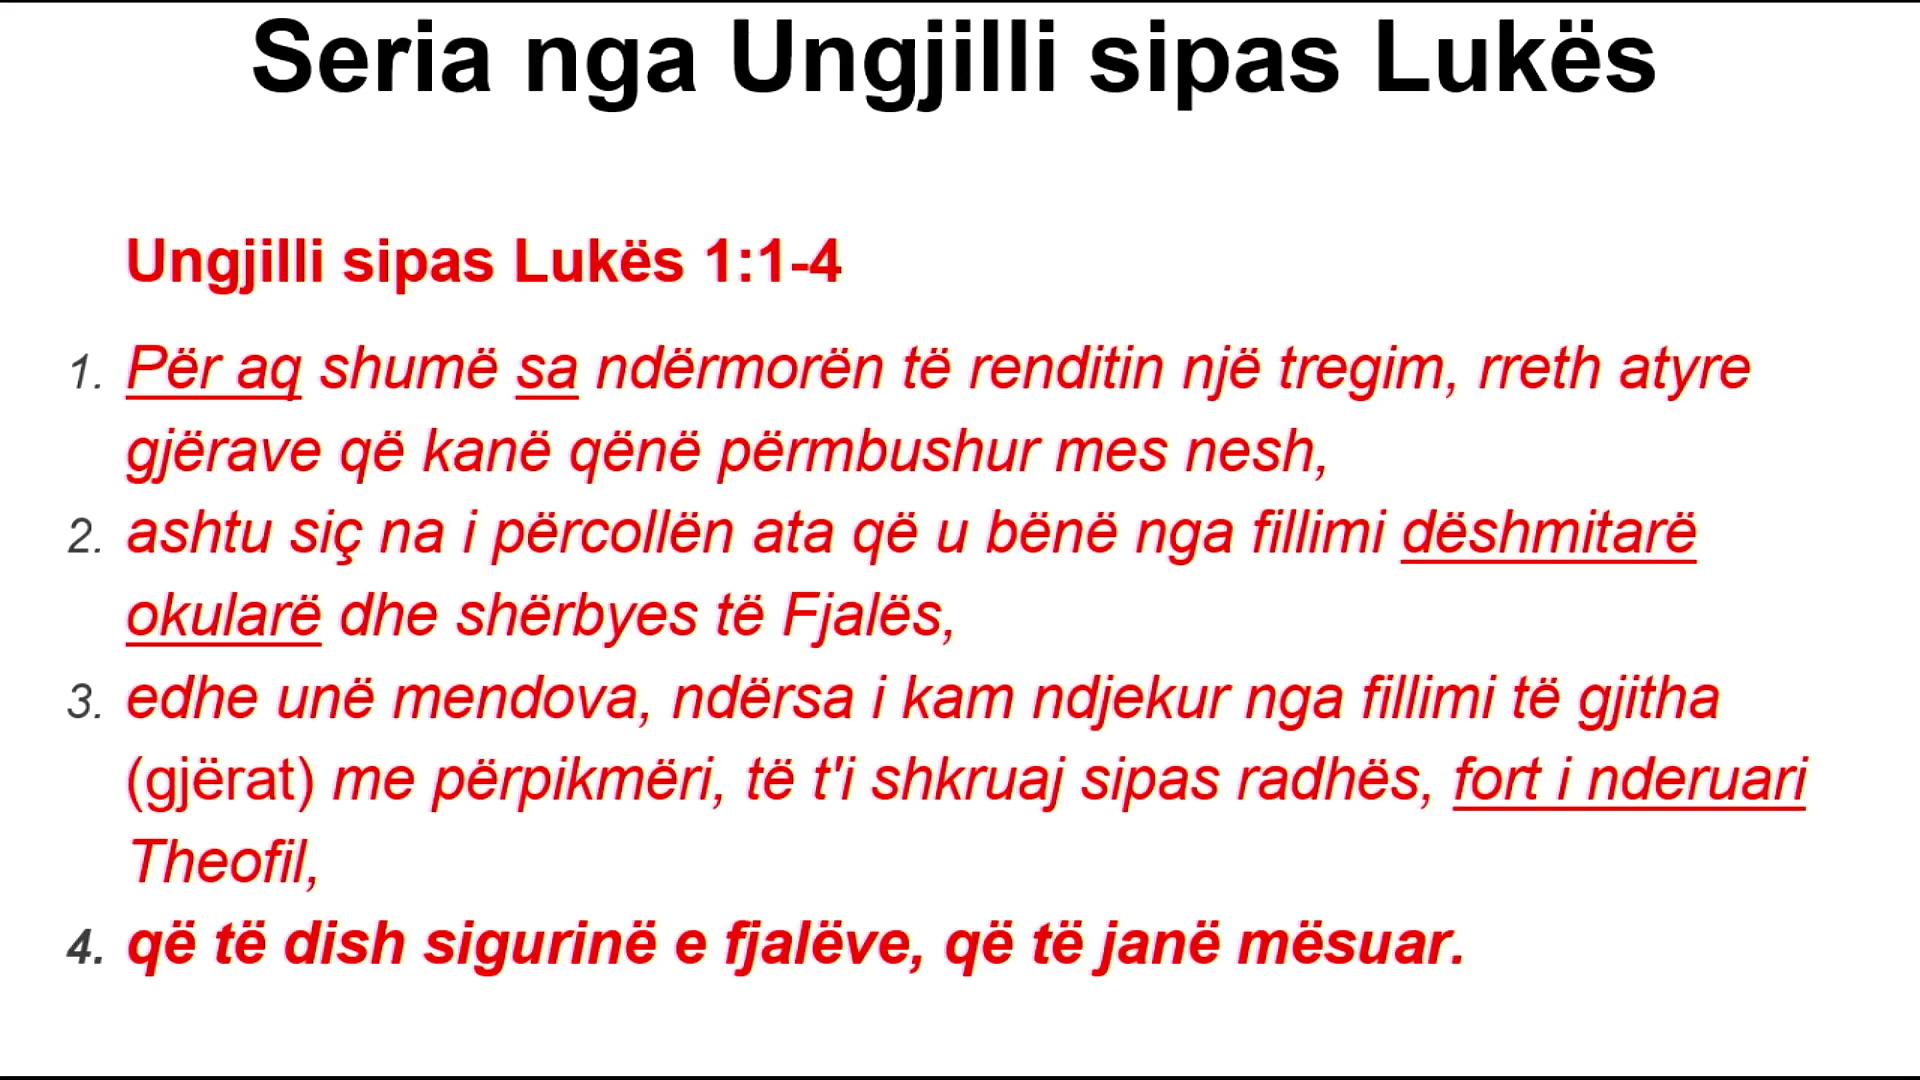 Seria nga Ungjilli sipas Lukës
Ungjilli sipas Lukës 1:1-4
1. Për aq shumë sa ndërmorën të renditin një tregim, rreth atyre
gjërave që kanë qënë përmbushur mes nesh,
2. ashtu siç na i përcollën ata që u bënë nga fillimi dëshmitarë
okularë dhe shërbyes të Fjalës,
3. edhe unë mendova, ndërsa i kam ndjekur nga fillimi të gjitha
(gjërat) me përpikmëri, të t'i shkruaj sipas radhës, fort i nderuari
Theofil,
4. që të dish sigurinë e fjalëve, që të janë mësuar.